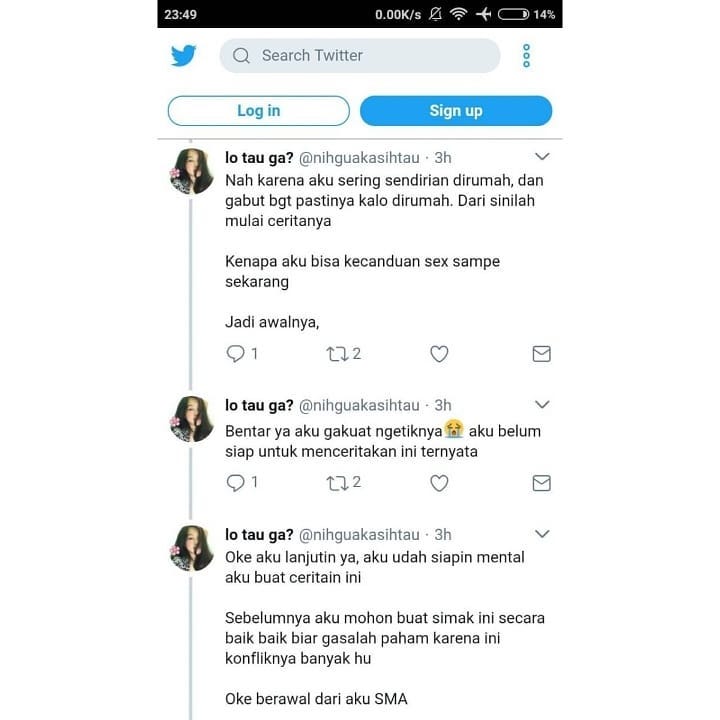 23:49
0.00K/s
14%
Search Twitter
Log in
Sign up
lo tau ga? @nihguakasihtau · 3h
Nah karena aku sering sendirian dirumah, dan
gabut bgt pastinya kalo dirumah. Dari sinilah
mulai ceritanya
Kenapa aku bisa kecanduan sex sampe
sekarang
Jadi awalnya,
1 2
lo tau ga? @nihguakasihtau · 3h
Bentar ya aku gakuat ngetiknya😭 aku belum
siap untuk menceritakan ini ternyata
1 2
lo tau ga? @nihguakasihtau · 3h
Oke aku lanjutin ya, aku udah siapin mental
aku buat ceritain ini
Sebelumnya aku mohon buat simak ini secara
baik baik biar gasalah paham karena ini
konfliknya banyak hu
Oke berawal dari aku SMA